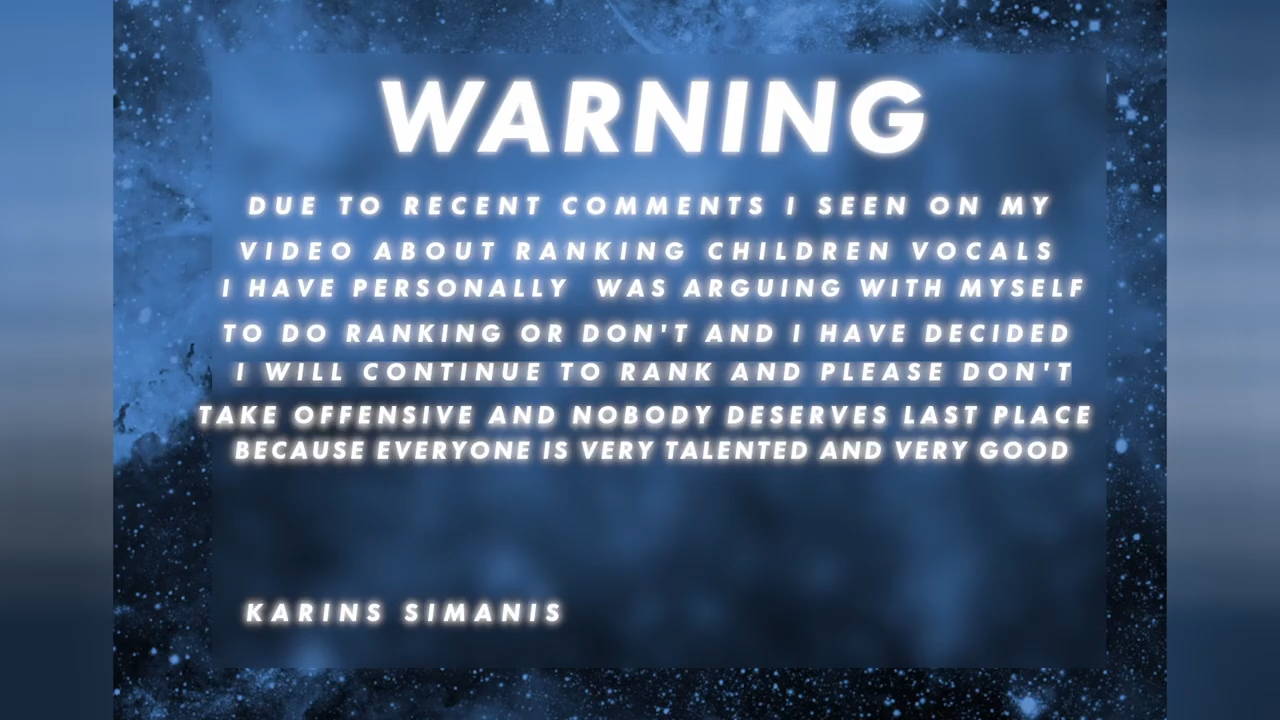 WARNING
DUE TO RECENT COMMENTS I SEEN ON MY
VIDEO ABOUT RANKING CHILDREN VOCALS
I HAVE PERSONALLY WAS ARGUING WITH MYSELF
TO DO RANKING OR DON'T AND I HAVE DECIDED
I WILL CONTINUE TO RANK AND PLEASE DON'T
TAKE OFFENSIVE AND NOBODY DESERVES LAST PLACE
BECAUSE EVERYONE IS VERY TALENTED AND VERY GOOD
KARINS SIMANIS